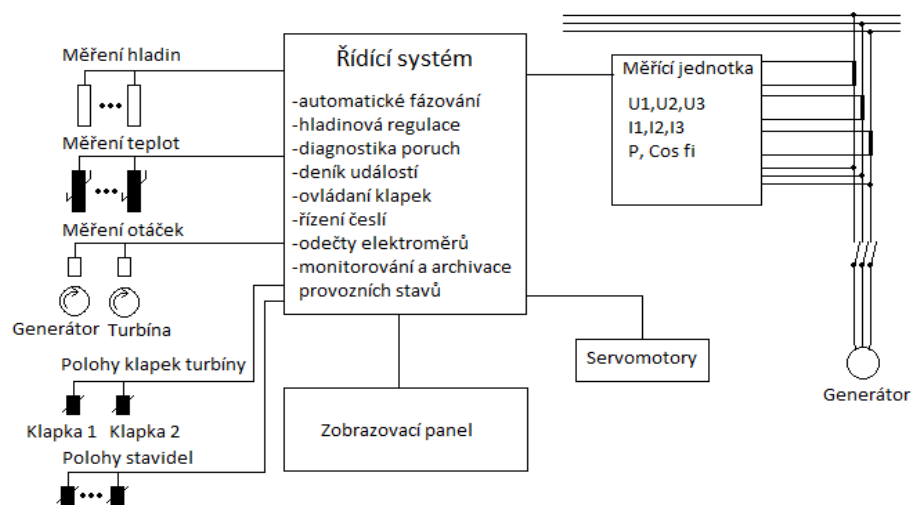 Měření hladin
Měření teplot
Měření otáček
Generátor
Turbína
Polohy klapek turbíny
Klapka 1
Klapka 2
Polohy stavidel
Řídící systém
-automatické fázování
-hladinová regulace
-diagnostika poruch
-deník událostí
-ovládaní klapek
-řízení česlí
-odečty elektroměrů
-monitorování a archivace
provozních stavů
Zobrazovací panel
Měřící jednotka
U1,U2,U3
I1,I2,I3
P, Cos fi
Servomotory
Generátor